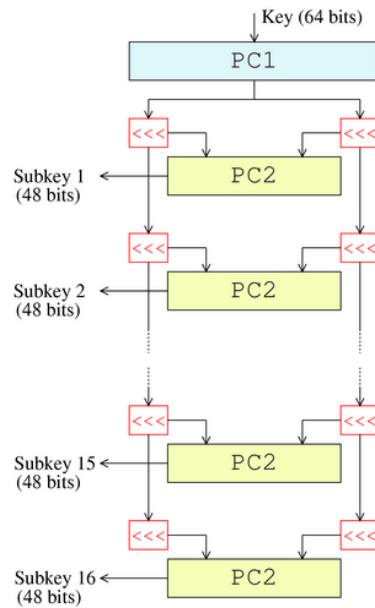 Key (64 bits)
PC1
<<< <<<
Subkey 1 PC2
(48 bits)
<<< <<<
Subkey 2 PC2
(48 bits)
<<< <<<
Subkey 15 PC2
(48 bits)
<<< <<<
Subkey 16 PC2
(48 bits)